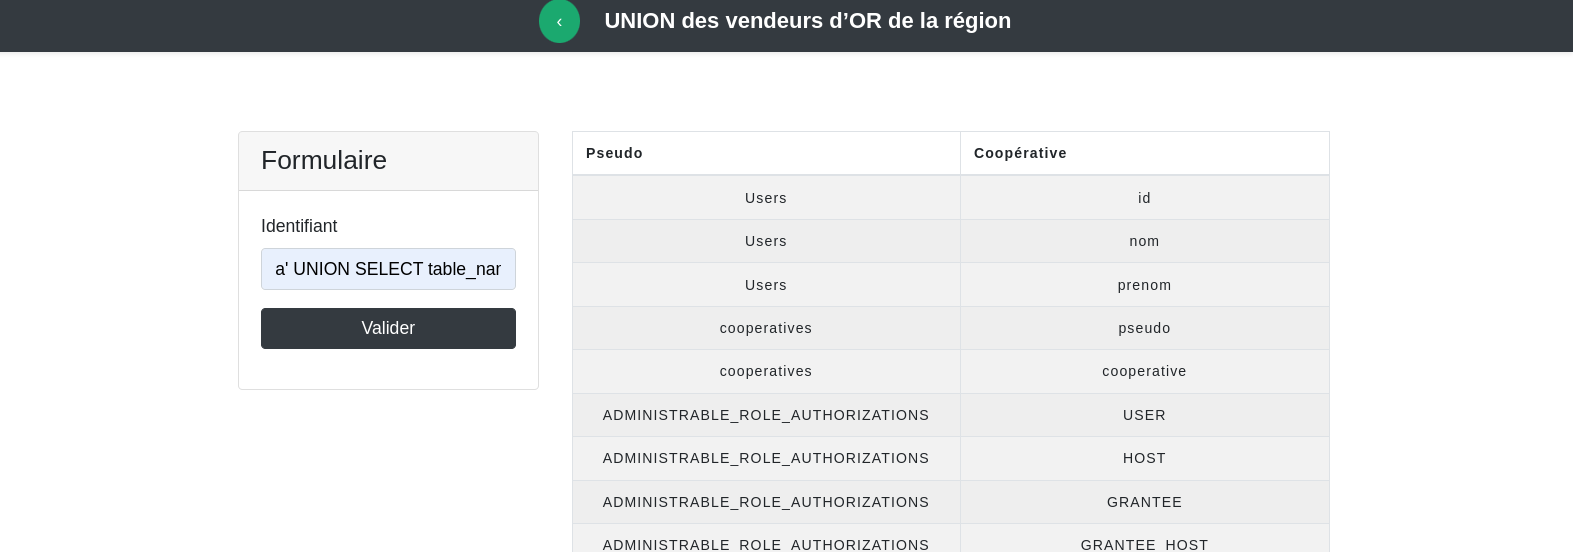 ‹ UNION des vendeurs d’OR de la région
Formulaire
Identifiant
a' UNION SELECT table_nar
Valider
Pseudo Coopérative
Users id
Users nom
Users prenom
cooperatives pseudo
cooperatives cooperative
ADMINISTRABLE_ROLE_AUTHORIZATIONS USER
ADMINISTRABLE_ROLE_AUTHORIZATIONS HOST
ADMINISTRABLE_ROLE_AUTHORIZATIONS GRANTEE
ADMINISTRABLE_ROLE_AUTHORIZATIONS GRANTEE_HOST